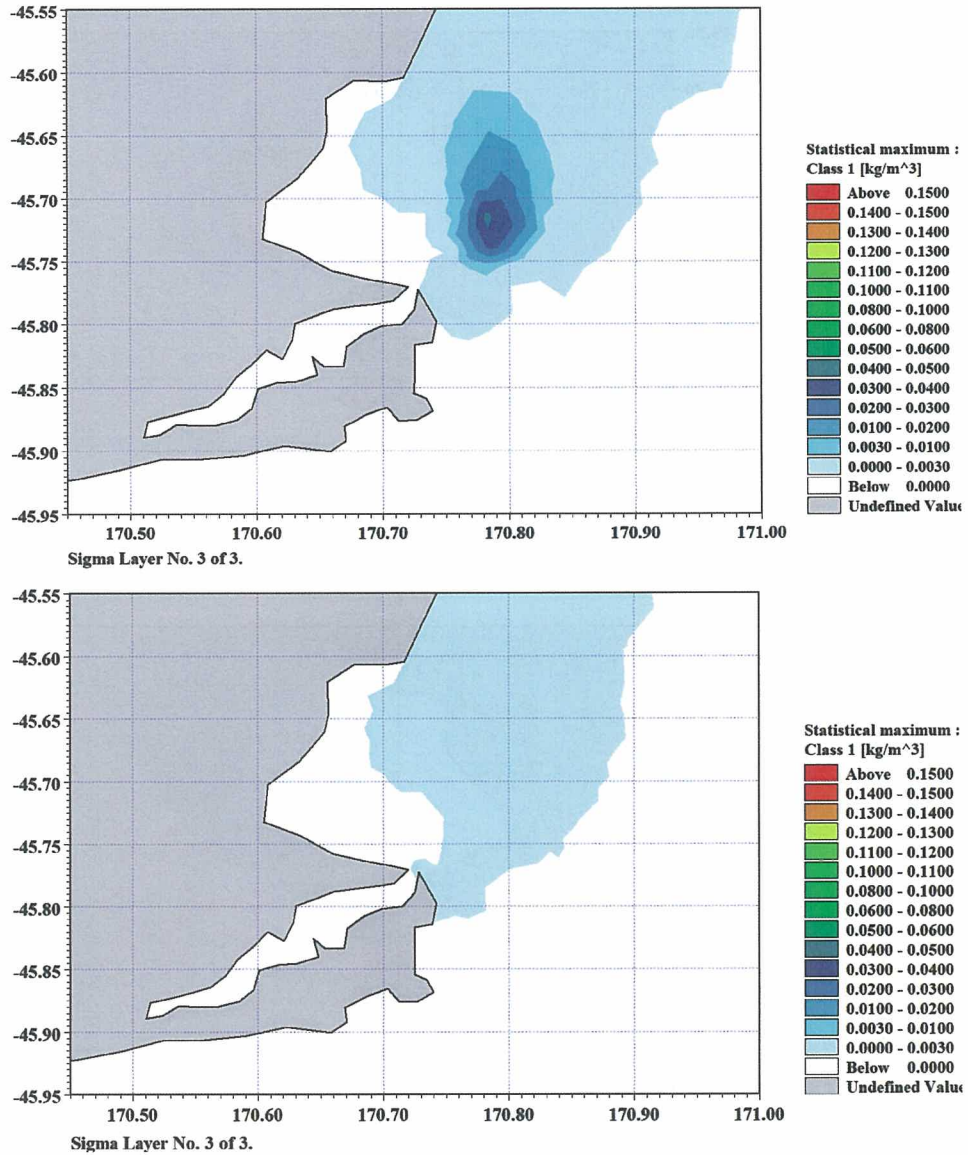 -45.55
-45.60
-45.65
-45.70
-45.75
-45.80
-45.85
-45.90
-45.95
170.50 170.60 170.70 170.80 170.90 171.00
Sigma Layer No. 3 of 3.
Statistical maximum :
Class 1 [kg/m^3]
Above 0.1500
0.1400 - 0.1500
0.1300 - 0.1400
0.1200 - 0.1300
0.1100 - 0.1200
0.1000 - 0.1100
0.0800 - 0.1000
0.0600 - 0.0800
0.0500 - 0.0600
0.0400 - 0.0500
0.0300 - 0.0400
0.0200 - 0.0300
0.0100 - 0.0200
0.0030 - 0.0100
0.0000 - 0.0030
Below 0.0000
Undefined Value
-45.55
-45.60
-45.65
-45.70
-45.75
-45.80
-45.85
-45.90
-45.95
170.50 170.60 170.70 170.80 170.90 171.00
Sigma Layer No. 3 of 3.
Statistical maximum :
Class 1 [kg/m^3]
Above 0.1500
0.1400 - 0.1500
0.1300 - 0.1400
0.1200 - 0.1300
0.1100 - 0.1200
0.1000 - 0.1100
0.0800 - 0.1000
0.0600 - 0.0800
0.0500 - 0.0600
0.0400 - 0.0500
0.0300 - 0.0400
0.0200 - 0.0300
0.0100 - 0.0200
0.0030 - 0.0100
0.0000 - 0.0030
Below 0.0000
Undefined Value